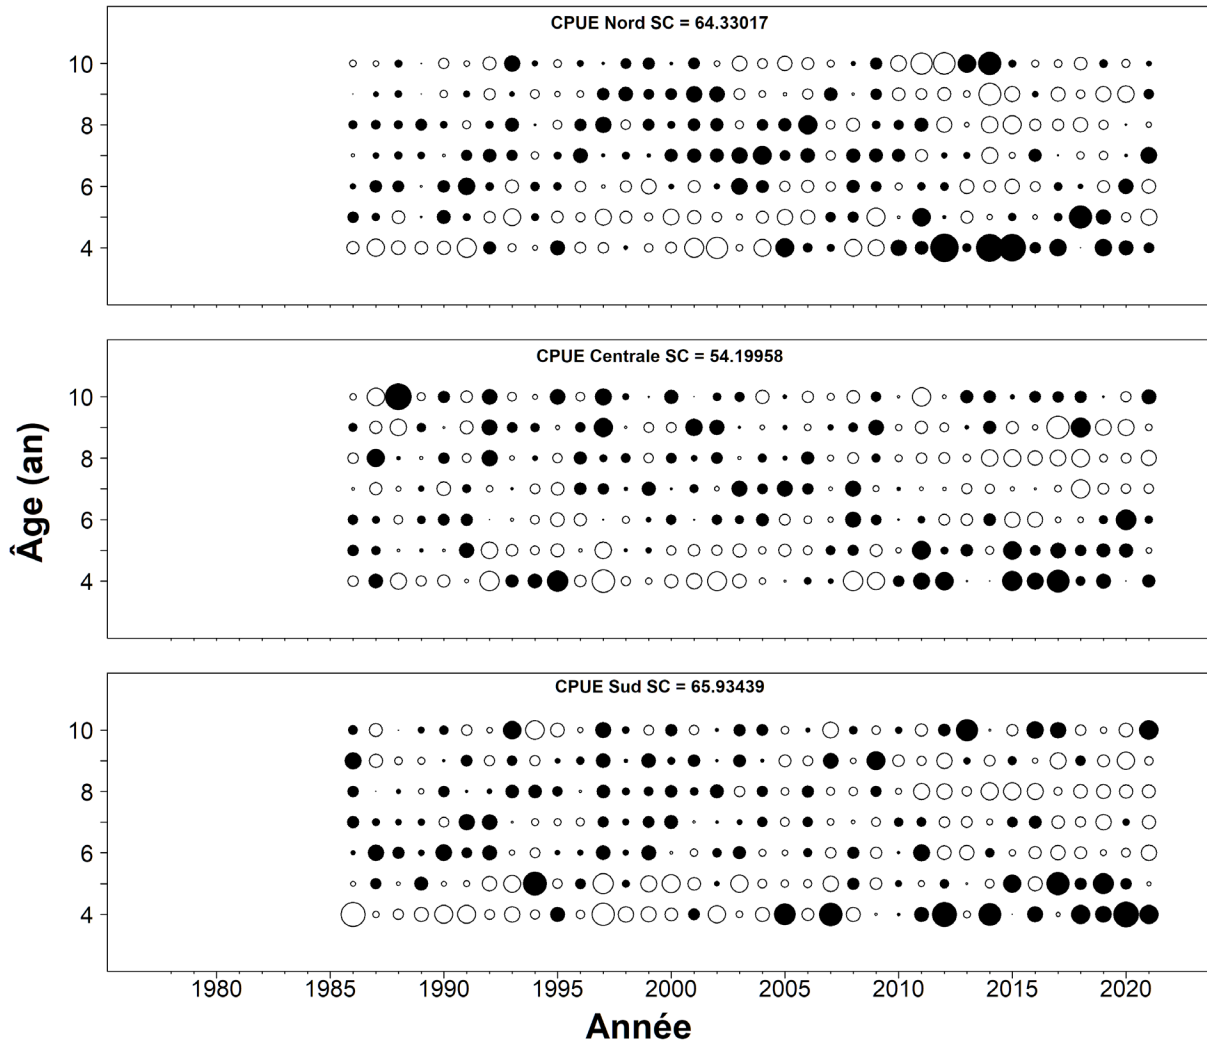 CPUE Nord SC = 64.33017
10
8
6
4
CPUE Centrale SC = 54.19958
10
8
6
4
Âge (an)
CPUE Sud SC = 65.93439
10
8
6
4
1980 1985 1990 1995 2000 2005 2010 2015 2020
Année